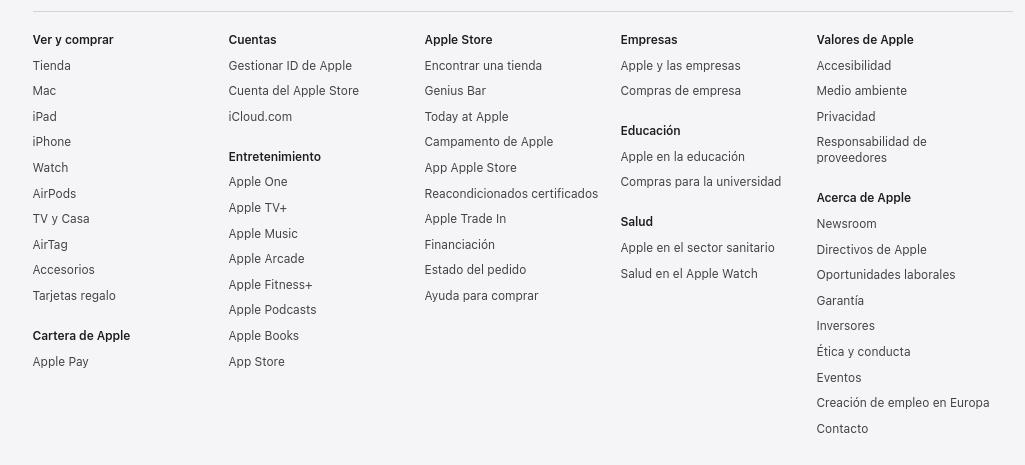 Ver y comprar
Tienda
Mac
iPad
iPhone
Watch
AirPods
TV y Casa
AirTag
Accesorios
Tarjetas regalo
Cartera de Apple
Apple Pay
Cuentas
Gestionar ID de Apple
Cuenta del Apple Store
iCloud.com
Entretenimiento
Apple One
Apple TV+
Apple Music
Apple Arcade
Apple Fitness+
Apple Podcasts
Apple Books
App Store
Apple Store
Encontrar una tienda
Genius Bar
Today at Apple
Campamento de Apple
App Apple Store
Reacondicionados certificados
Apple Trade In
Financiación
Estado del pedido
Ayuda para comprar
Empresas
Apple y las empresas
Compras de empresa
Educación
Apple en la educación
Compras para la universidad
Salud
Apple en el sector sanitario
Salud en el Apple Watch
Valores de Apple
Accesibilidad
Medio ambiente
Privacidad
Responsabilidad de
proveedores
Acerca de Apple
Newsroom
Directivos de Apple
Oportunidades laborales
Garantía
Inversores
Ética y conducta
Eventos
Creación de empleo en Europa
Contacto